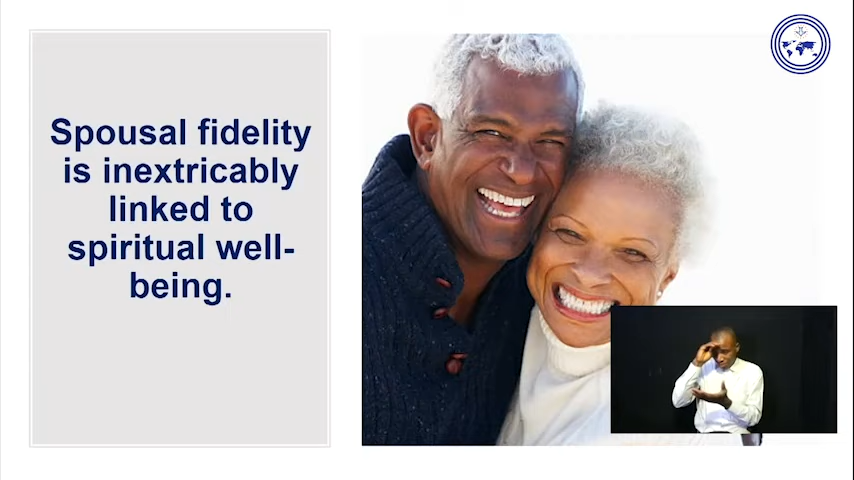 Spousal fidelity
is inextricably
linked to
spiritual well-
being.